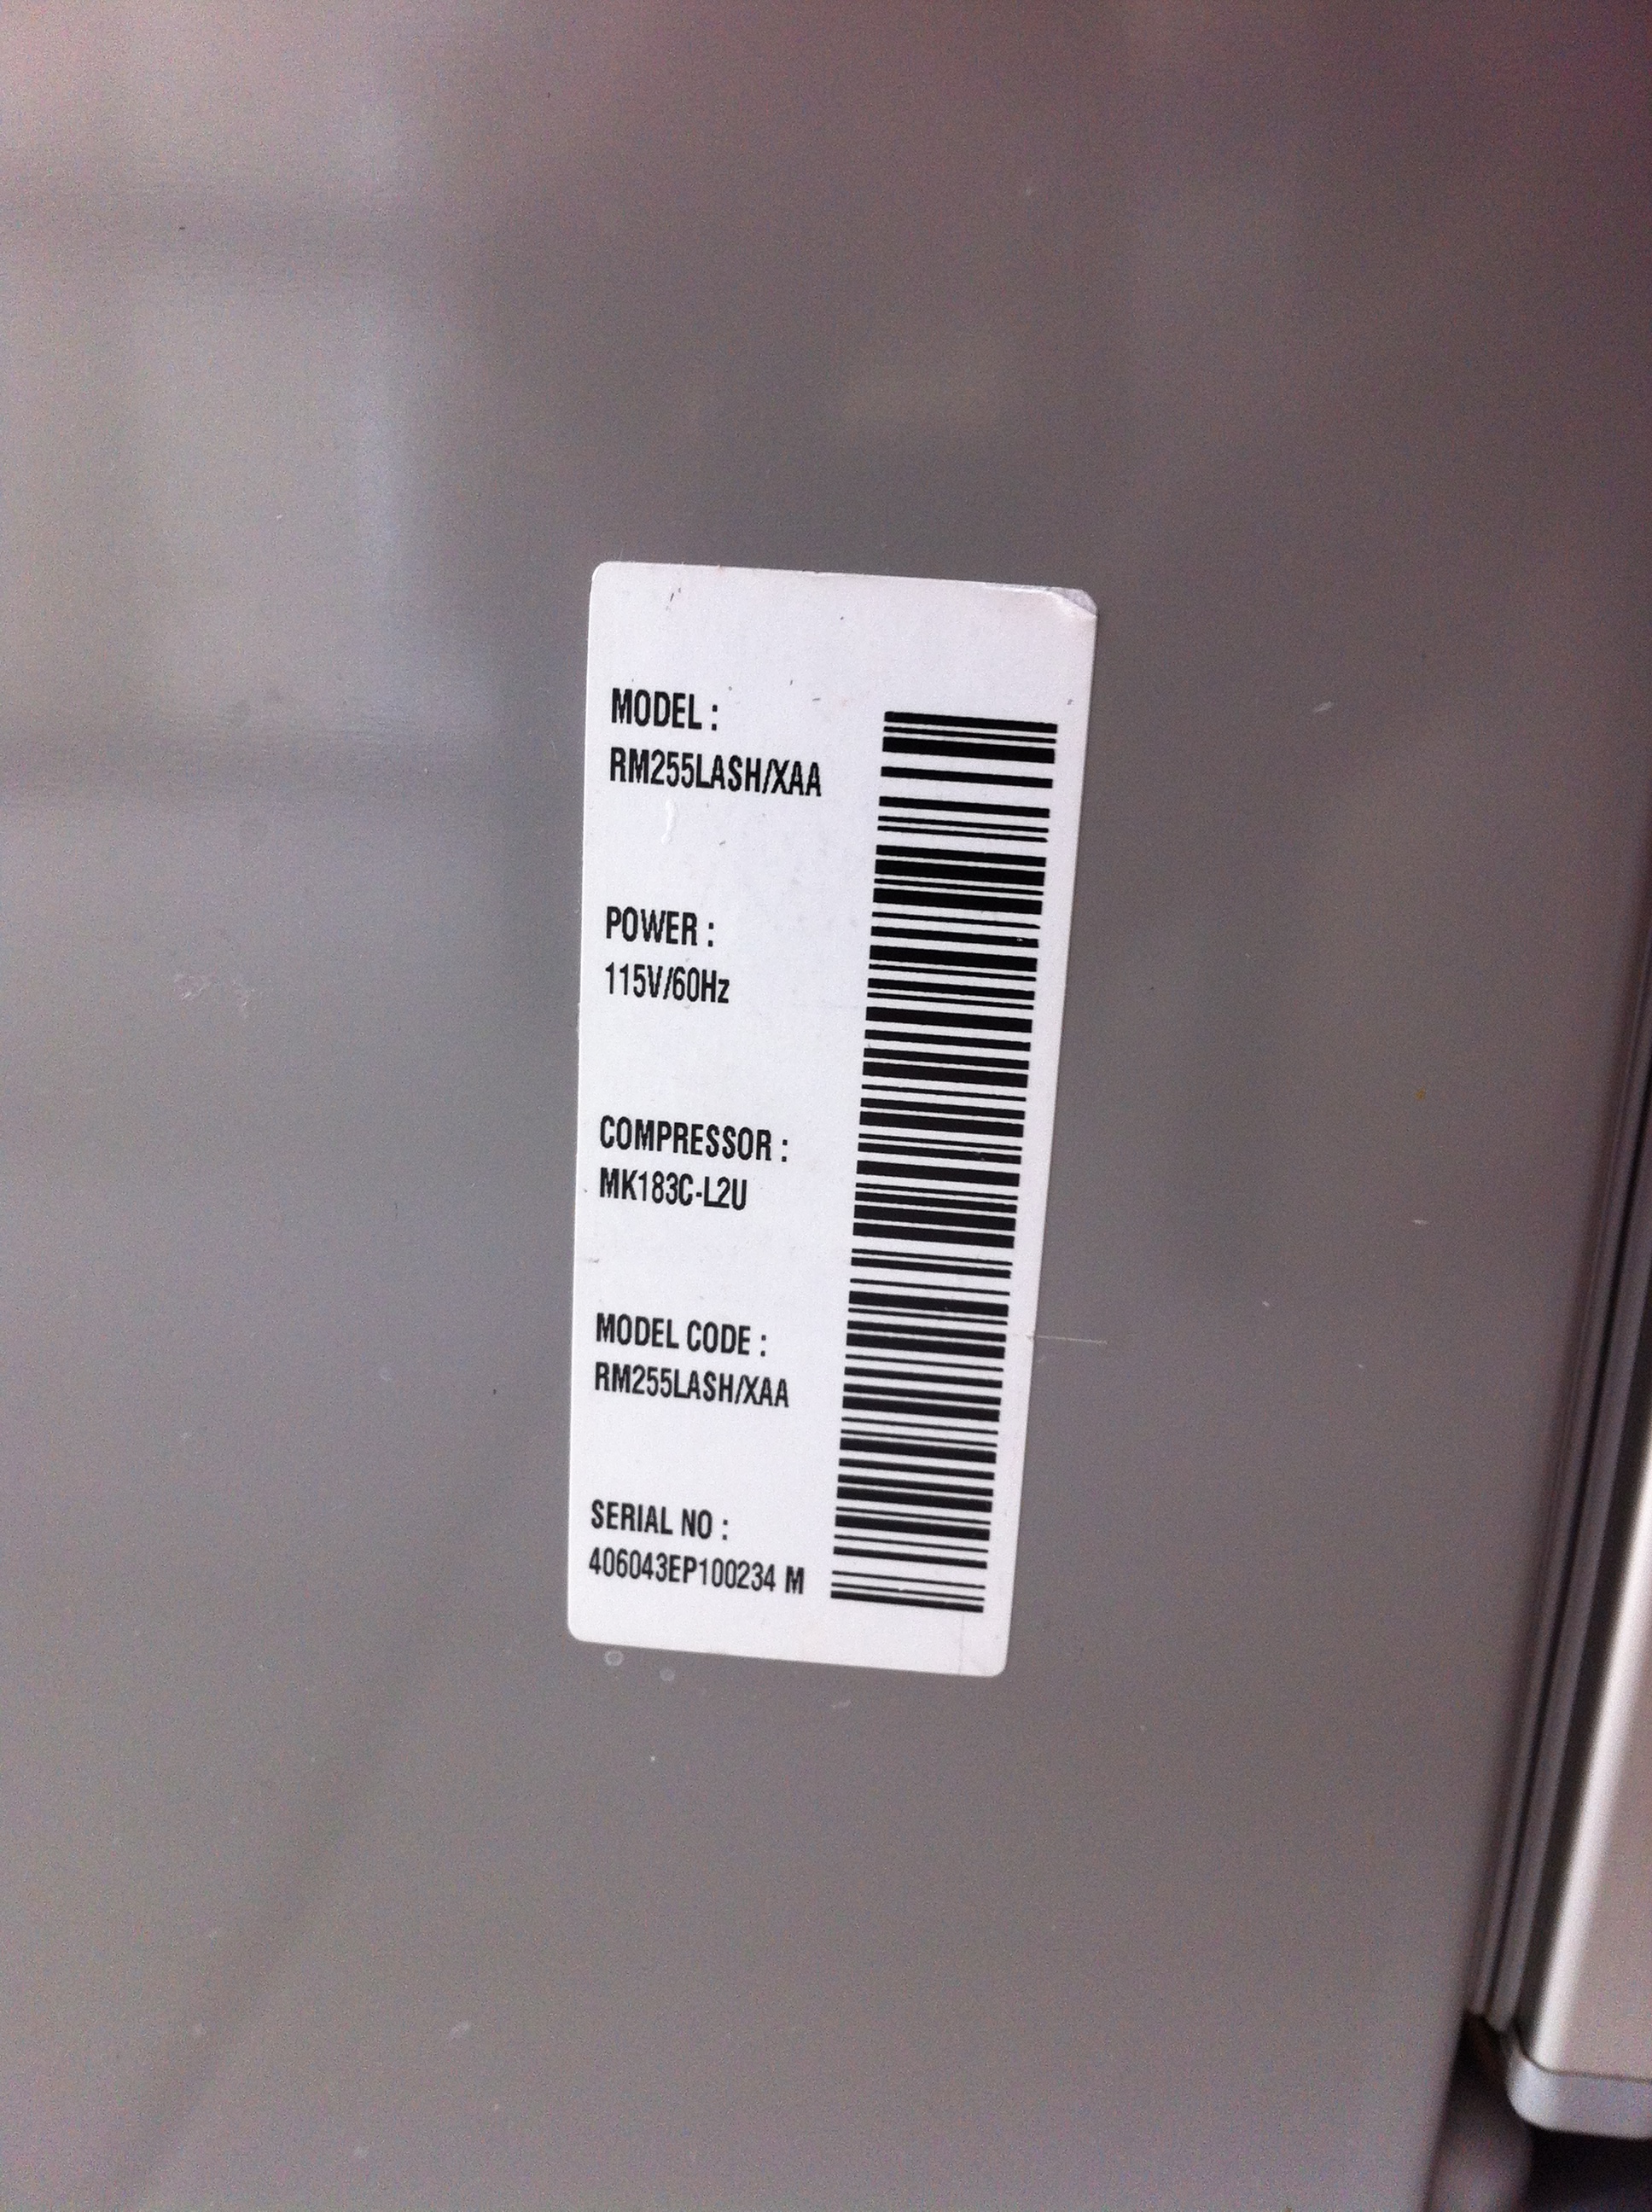 MODEL :
RM255LASH/XAA
POWER :
115V/60Hz
COMPRESSOR :
MK183C-L2U
MODEL CODE :
RM255LASH/XAA
SERIAL NO :
406043EP100234 M